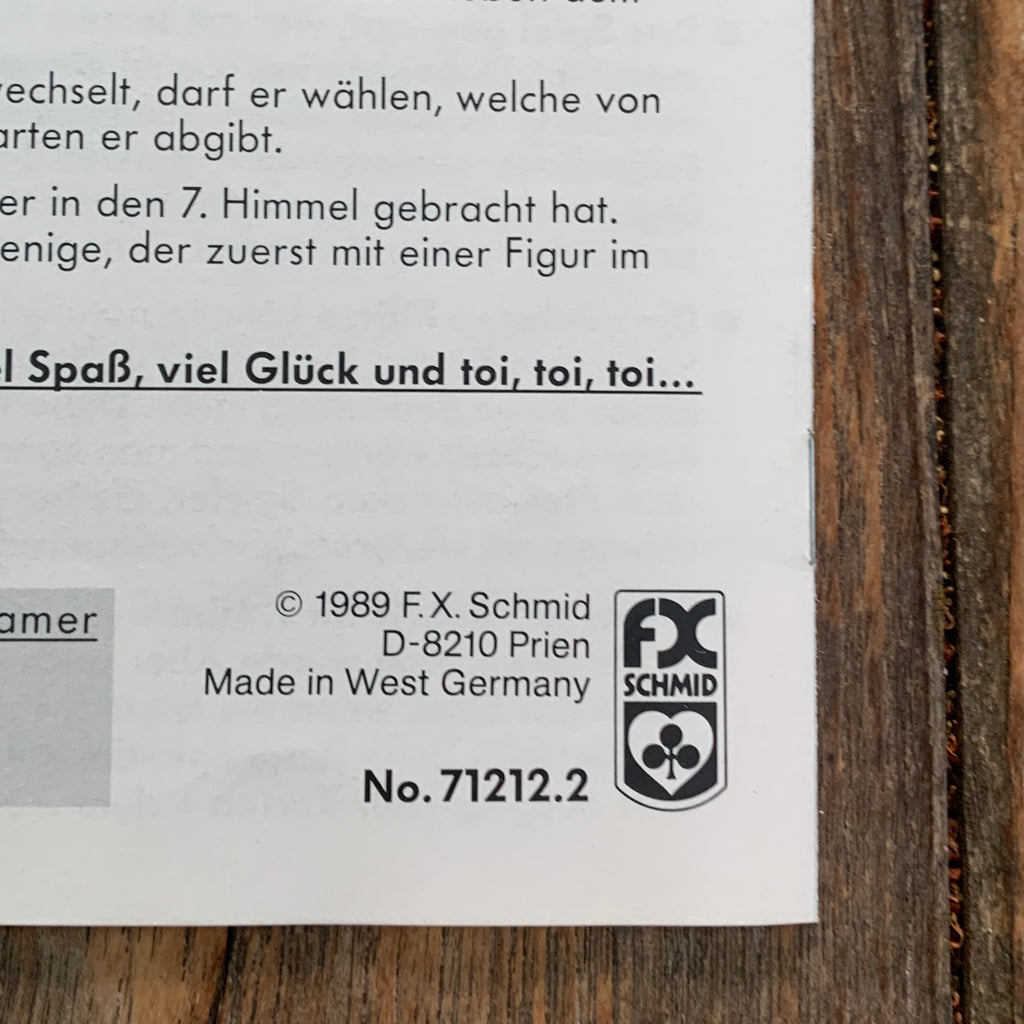 echselt, darf er wählen, welche von
arten er abgibt.
er in den 7. Himmel gebracht hat.
enige, der zuerst mit einer Figur im
l Spaß, viel Glück und toi, toi, toi...
amer
© 1989 F. X. Schmid
D-8210 Prien
Made in West Germany
No. 71212.2
FX
SCHMID